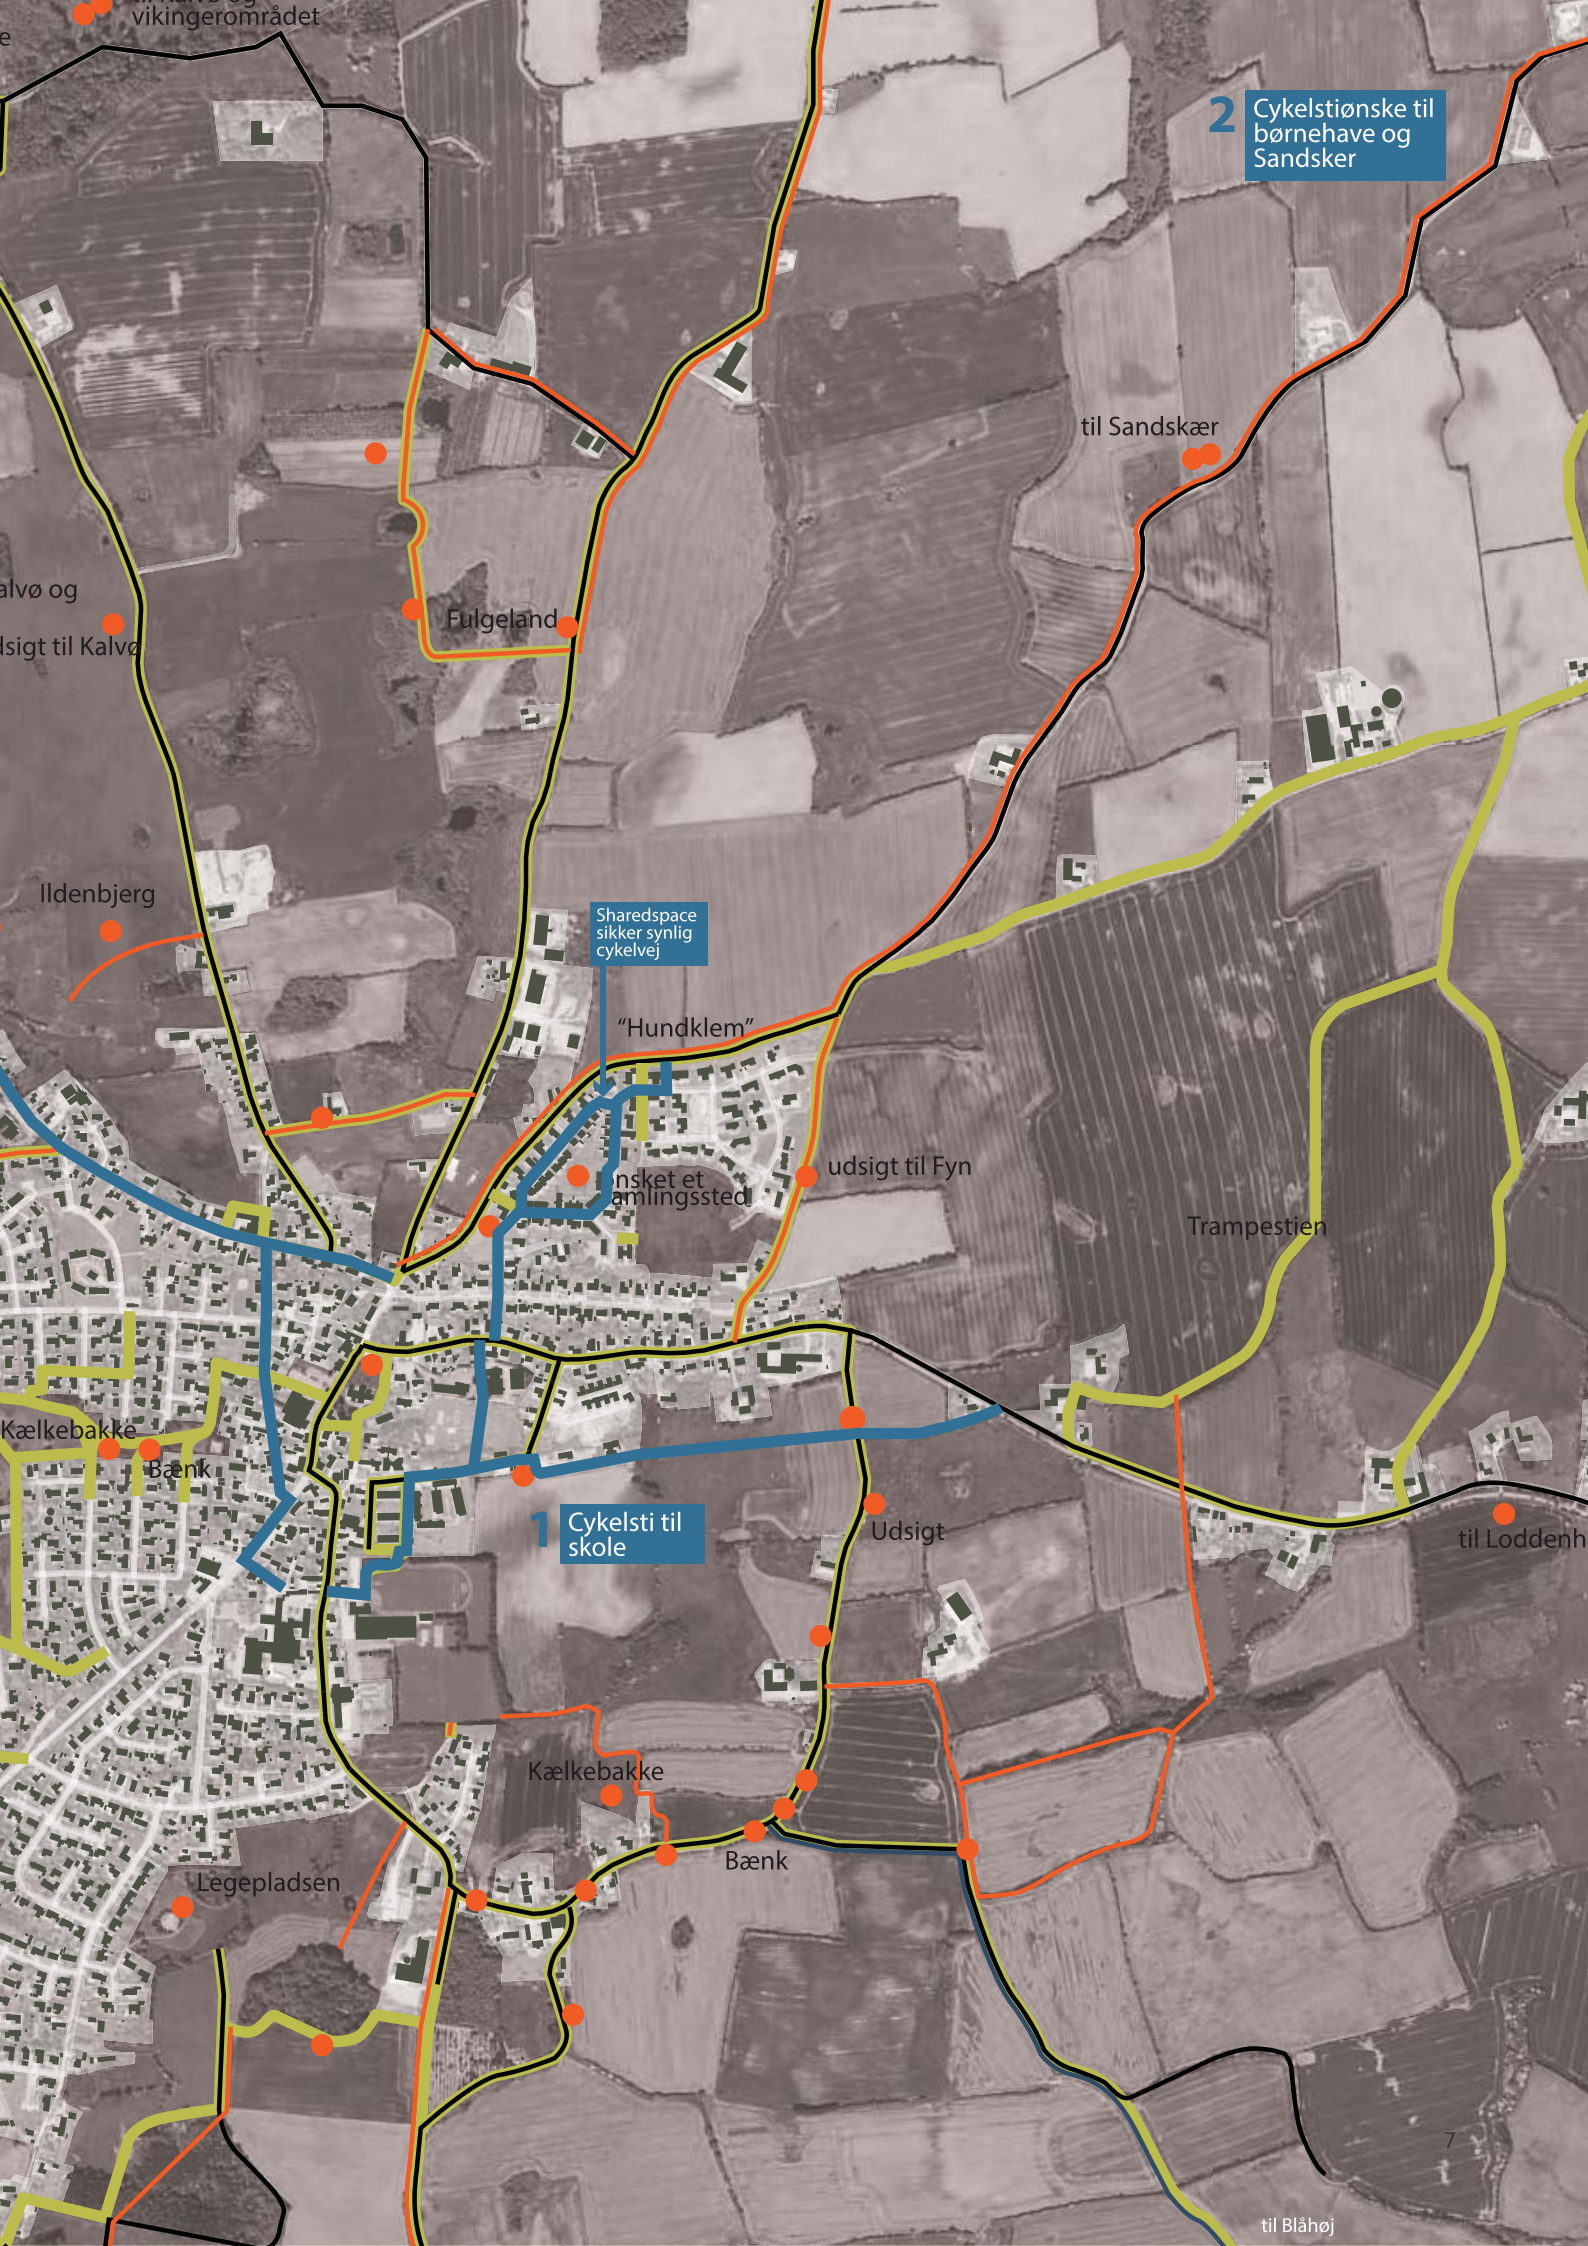 vikingerområdet
2
Cykelstiønske til
børnehave og
Sandsker
til Sandskær
alvø og
Fulgeland
dsigt til Kalvø
Ildenbjerg
Sharedspace
sikker synlig
cykelvej
“Hundklem”
udsigt til Fyn
ønsket et
amlingssted
Trampestien
Kælkebakke
Bænk
1
Cykelsti til
skole
Udsigt
til Loddenh
Kælkebakke
Bænk
Legepladsen
7
til Blåhøj